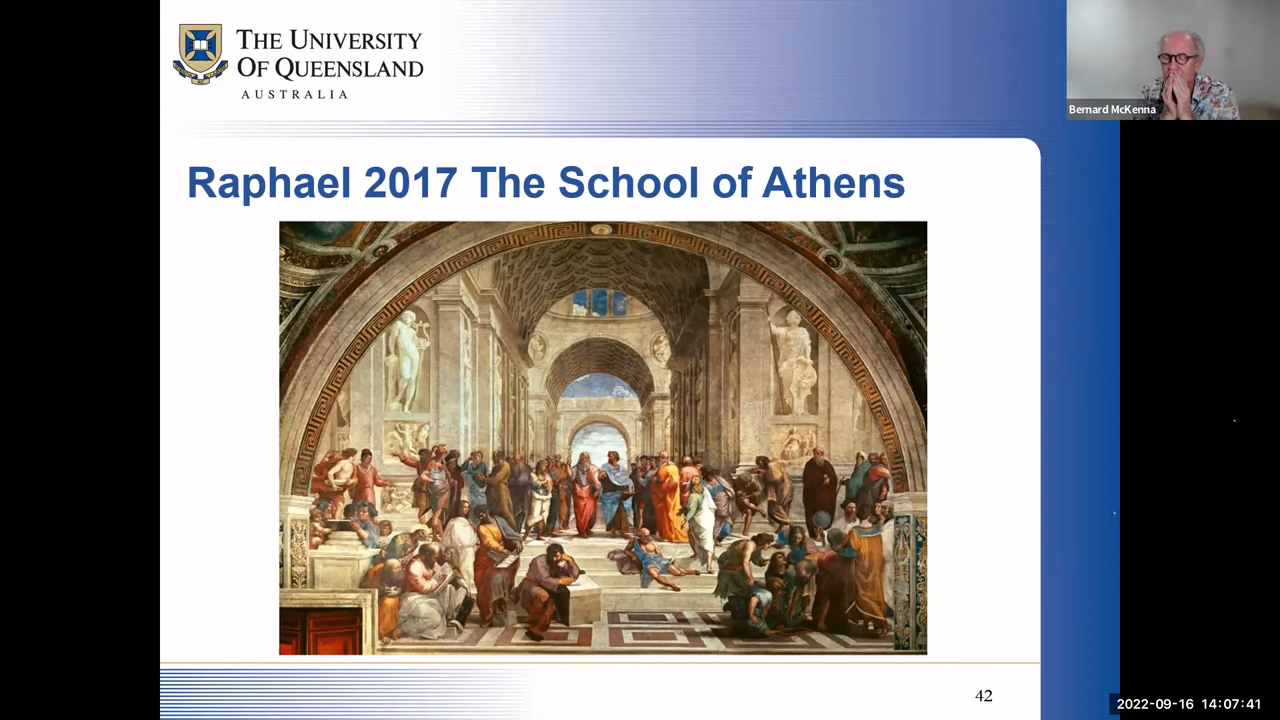 THE UNIVERSITY
OF QUEENSLAND
AUSTRALIA
Bernard McKenna
Raphael 2017 The School of Athens
42
2022-09-16 14:07:41